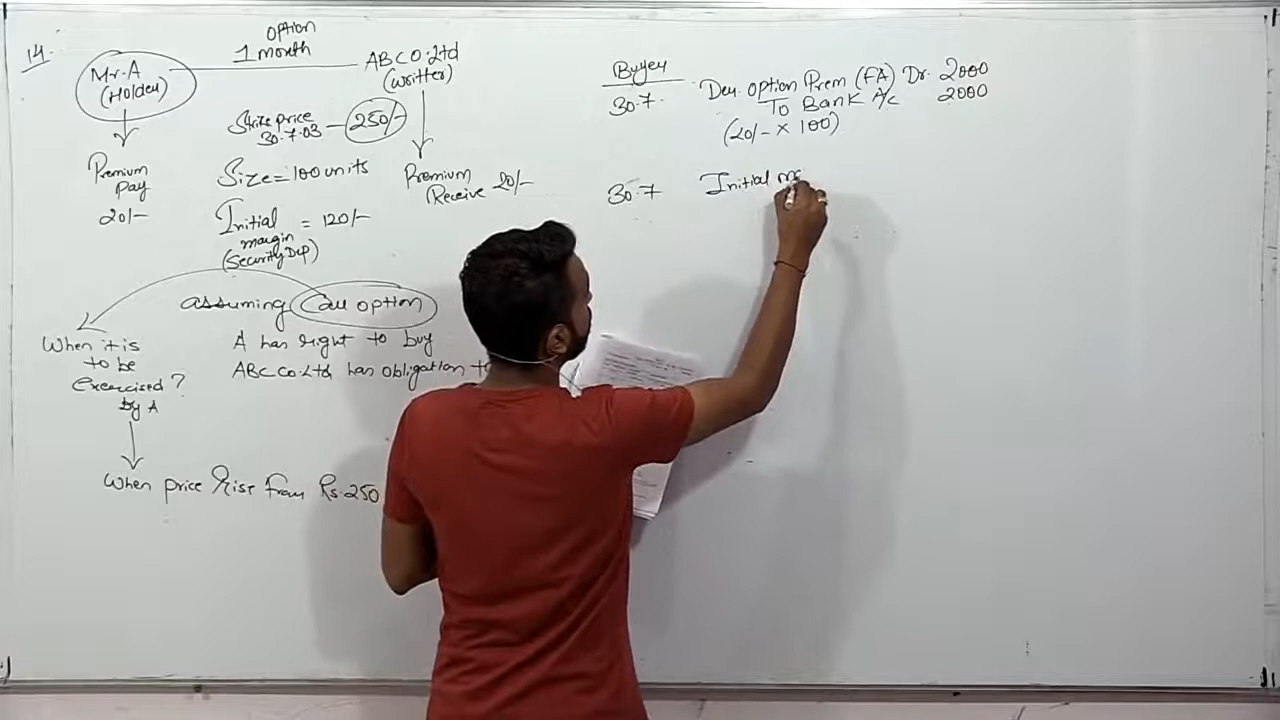 14.
option
1 month
Mr. A
(Holder)
ABCO. Ltd
(writter)
Strike price
30.7.03 — 250/-
Premium
Pay
20/-
Size = 100 units
Premium
Receive 20/-
Initial = 120/-
margin
(Security Dep)
assuming Call option
When it is
to be
exercised?
by A
A has right to buy
ABC Co. Ltd has obligation to
When price Rise from Rs. 250
Buyer
30.7. Der. option Prem (FA) Dr. 2000
To Bank A/c 2000
(20/- × 100)
30.7 Initial